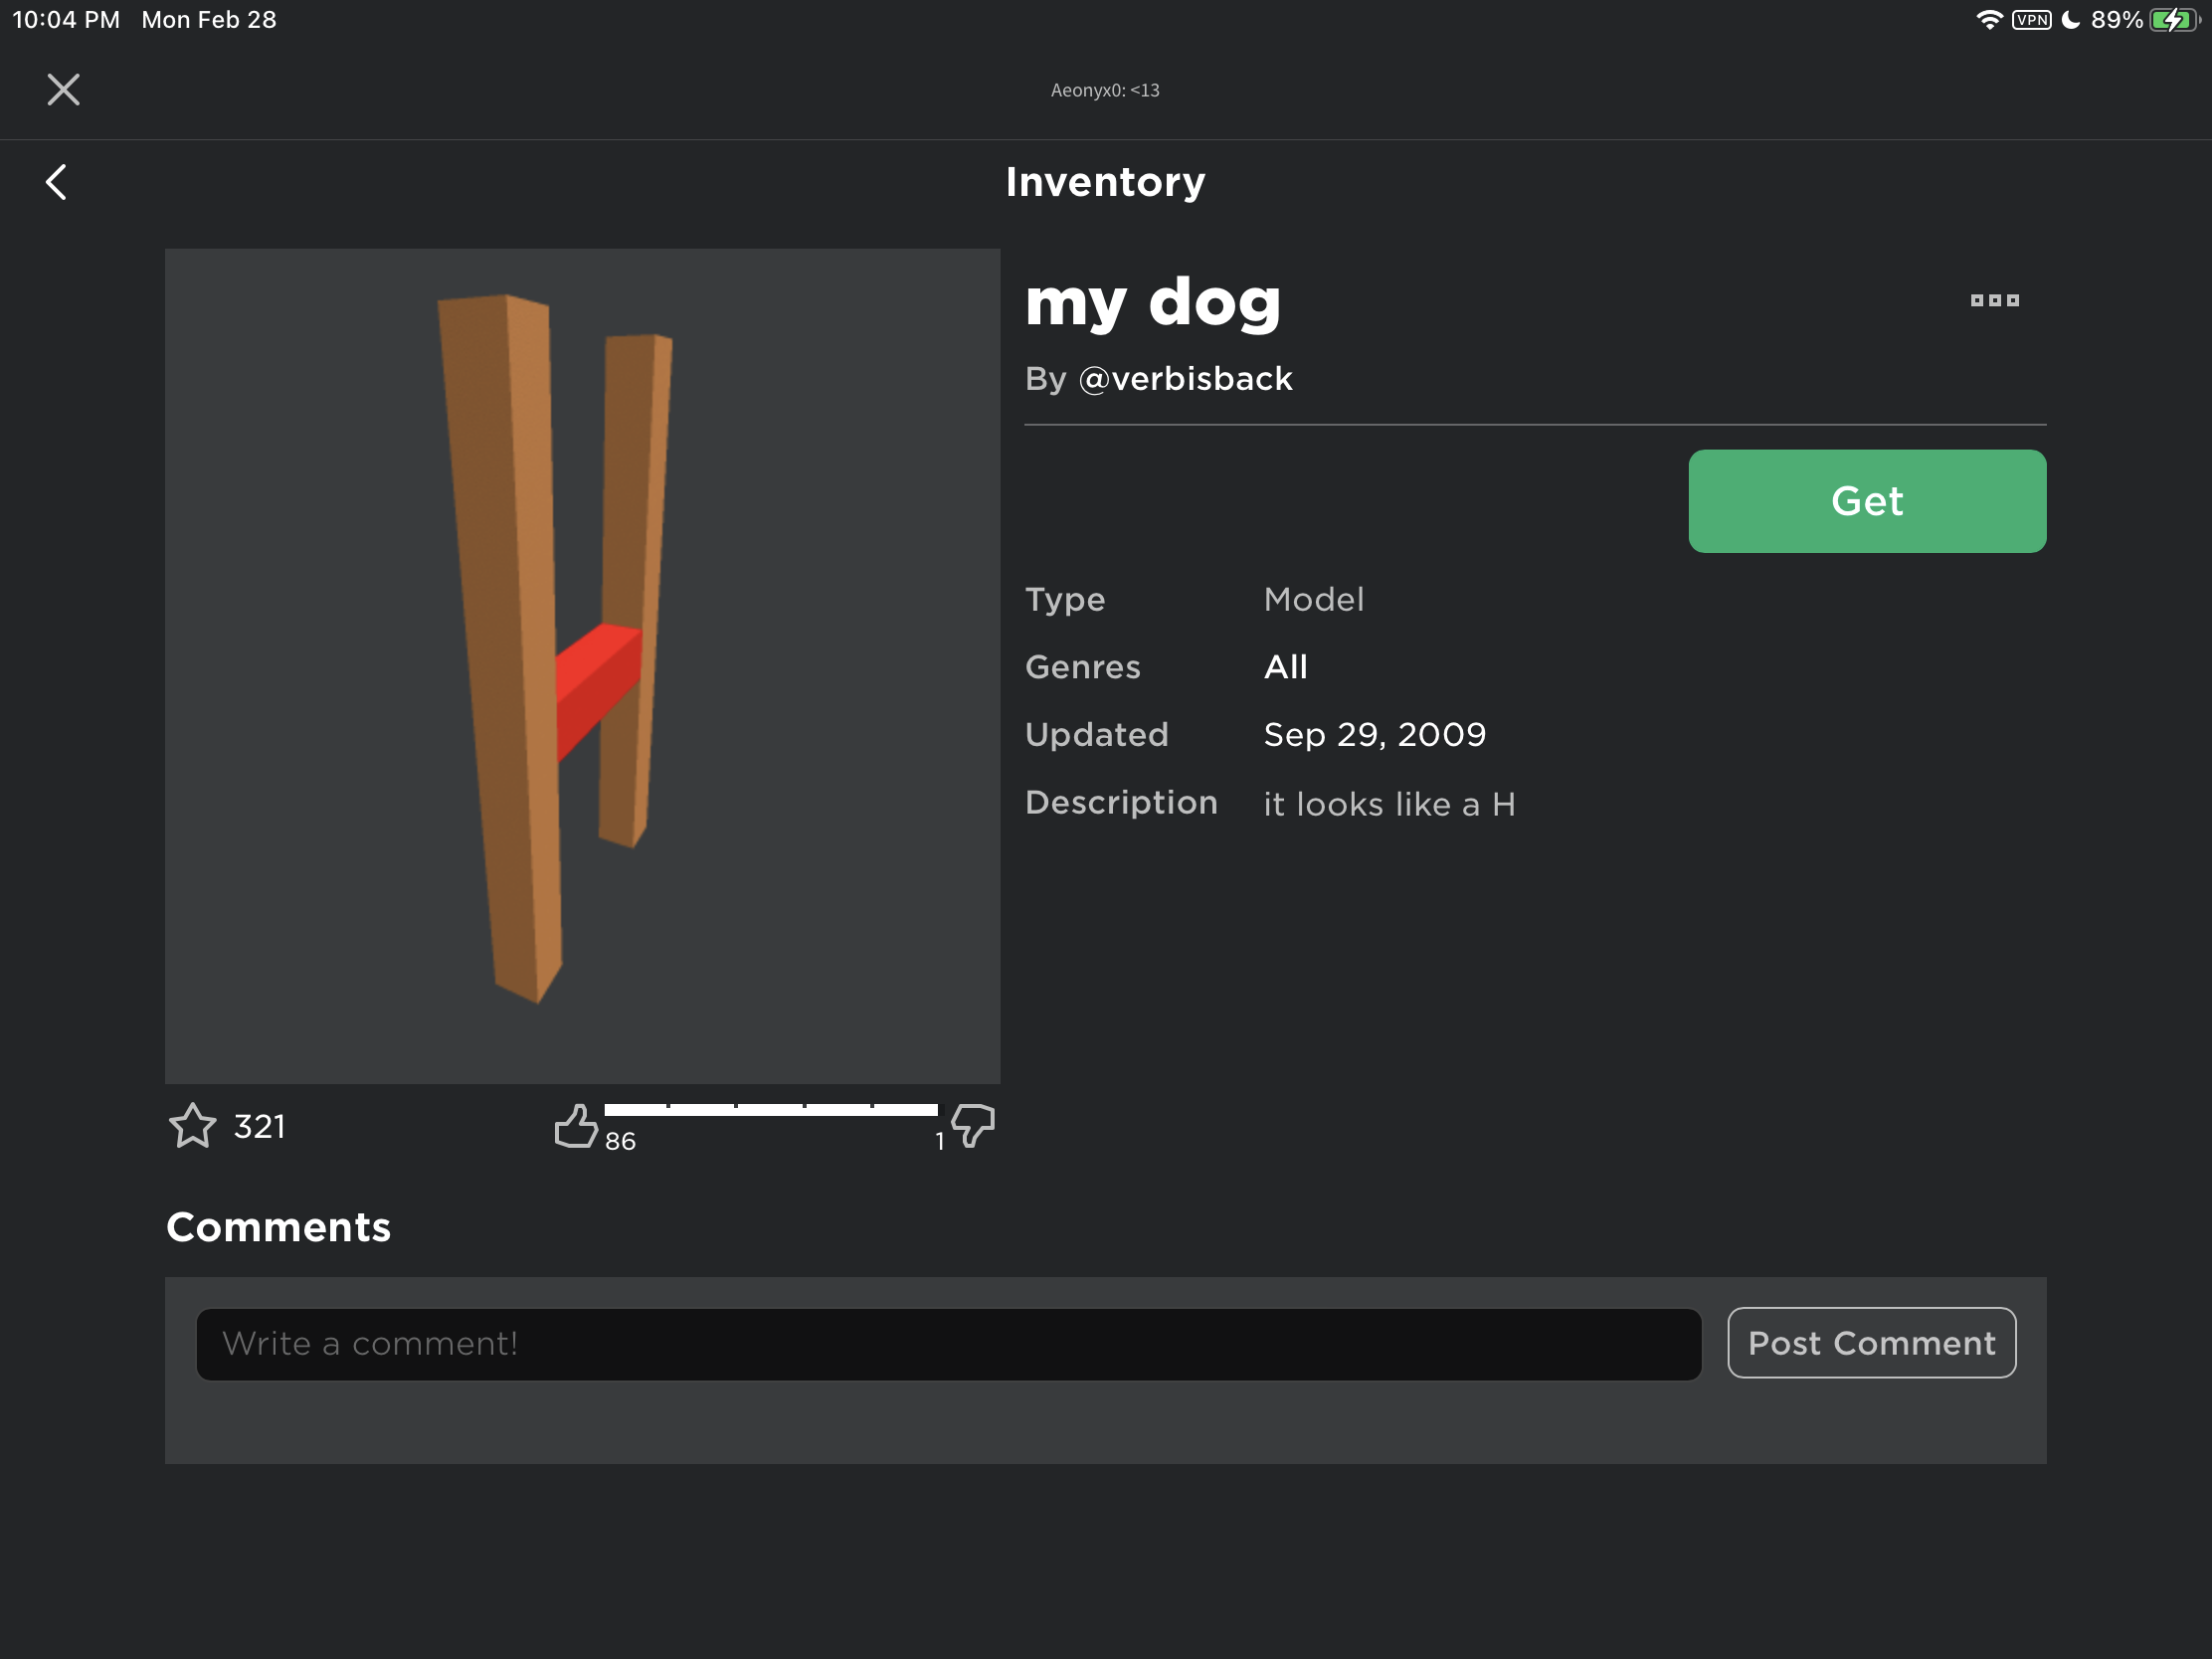 10:04 PM Mon Feb 28
VPN 89%
Aeonyx0: <13
Inventory
my dog
By @verbisback
Get
Type Model
Genres All
Updated Sep 29, 2009
Description it looks like a H
321
86 1
Comments
Write a comment! Post Comment